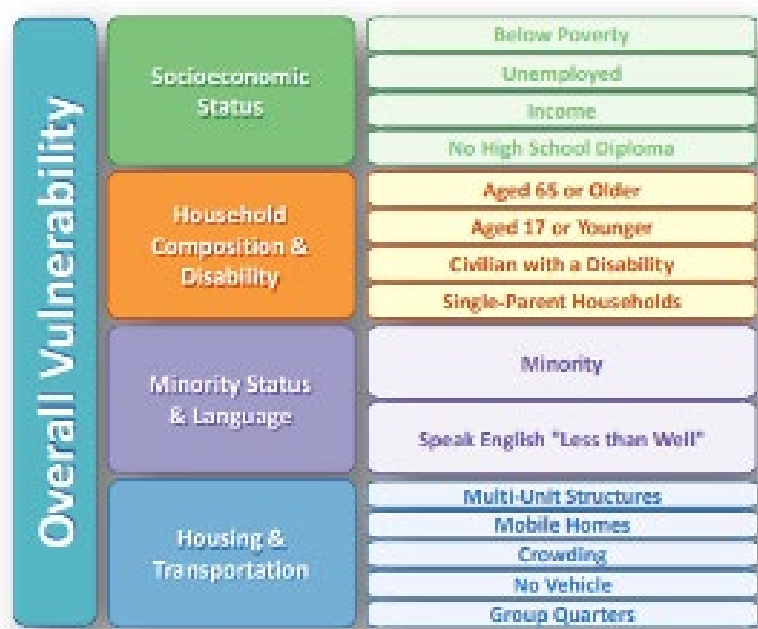 Overall Vulnerability
Socioeconomic
Status
Below Poverty
Unemployed
Income
No High School Diploma
Household
Composition &
Disability
Aged 65 or Older
Aged 17 or Younger
Civilian with a Disability
Single-Parent Households
Minority Status
& Language
Minority
Speak English "Less than Well"
Housing &
Transportation
Multi-Unit Structures
Mobile Homes
Crowding
No Vehicle
Group Quarters